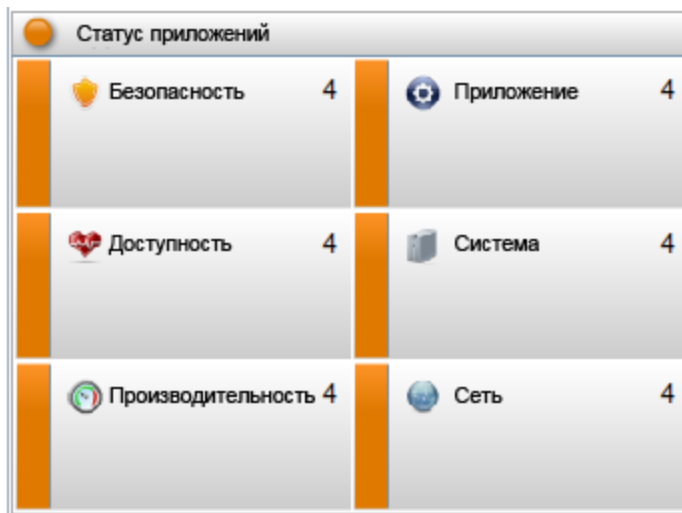 Статус приложений
Безопасность 4
Приложение 4
Доступность 4
Система 4
Производительность 4
Сеть 4